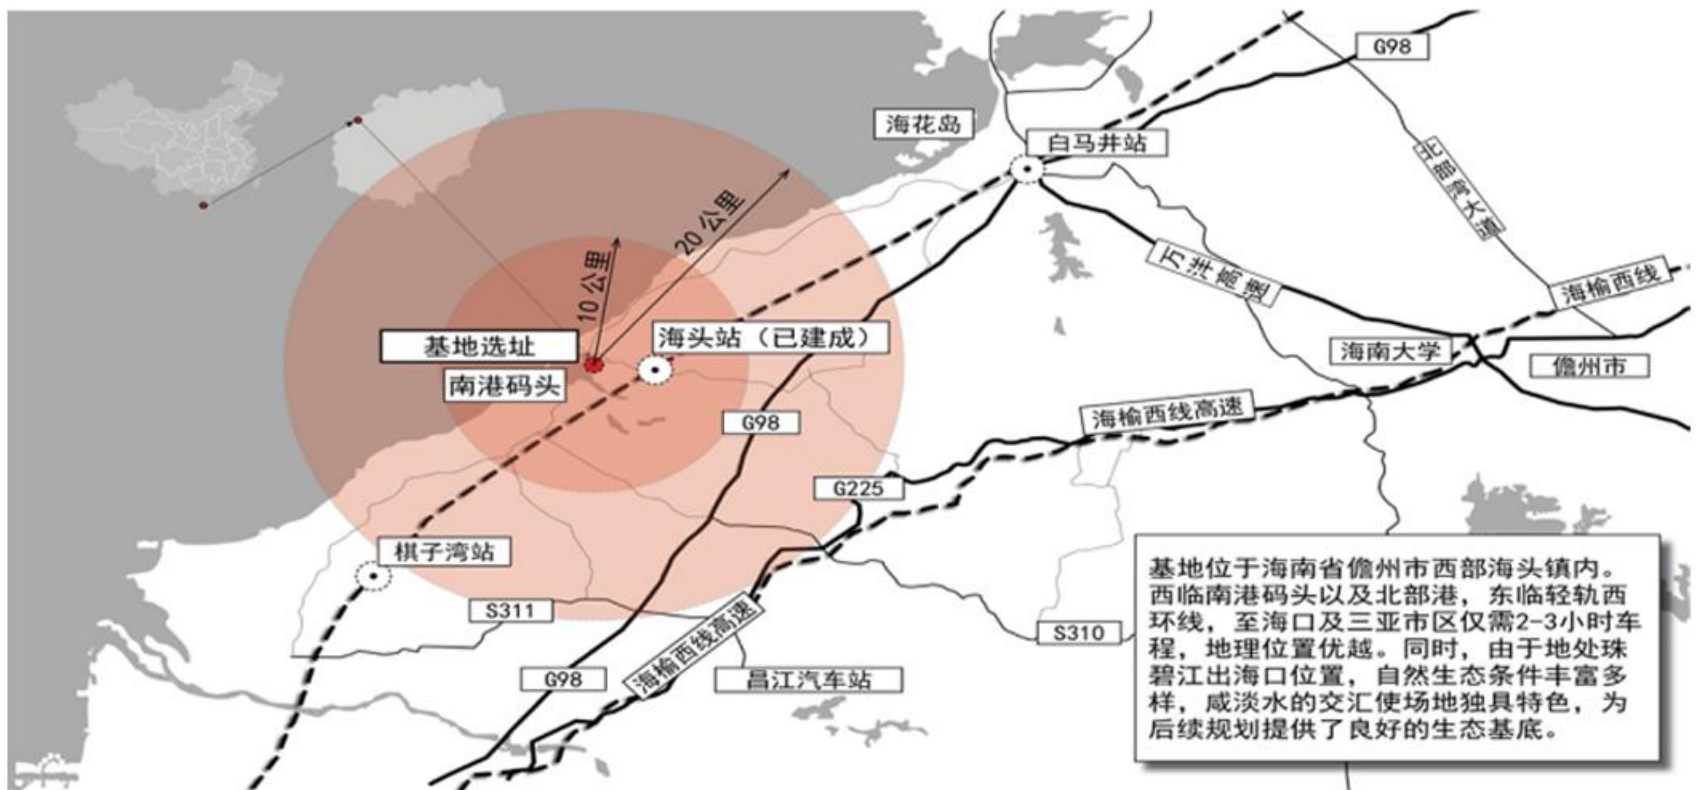 G98
海花岛
白马井站
北部湾大道
20 公里
10 公里
万洋高速
海榆西线
基地选址
海头站（已建成）
南港码头
海南大学
儋州市
海榆西线高速
G98
G225
棋子湾站
S311
S310
海榆西线高速
G98
昌江汽车站
基地位于海南省儋州市西部海头镇内。
西临南港码头以及北部港，东临轻轨西
环线，至海口及三亚市区仅需2-3小时车
程，地理位置优越。同时，由于地处珠
碧江出海口位置，自然生态条件丰富多
样，咸淡水的交汇使场地独具特色，为
后续规划提供了良好的生态基底。